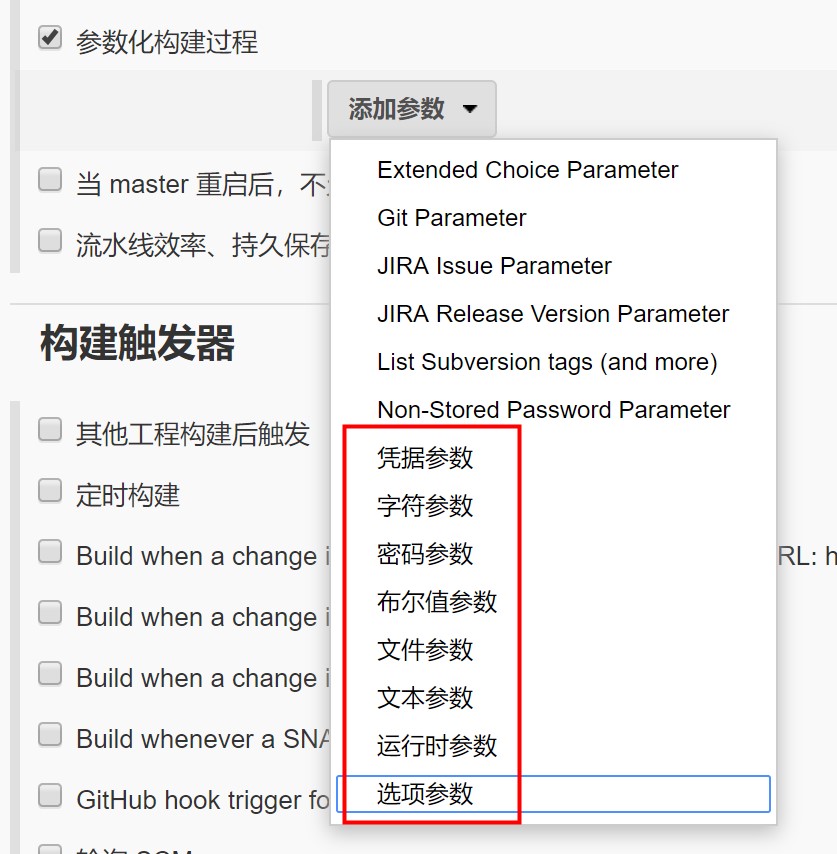 参数化构建过程
添加参数
Extended Choice Parameter
当 master 重启后，不
Git Parameter
流水线效率、持久保存
JIRA Issue Parameter
JIRA Release Version Parameter
构建触发器
List Subversion tags (and more)
Non-Stored Password Parameter
其他工程构建后触发
凭据参数
定时构建
字符参数
Build when a change i
密码参数
RL: h
布尔值参数
Build when a change i
文件参数
Build when a change i
文本参数
Build whenever a SNA
运行时参数
GitHub hook trigger fo
选项参数